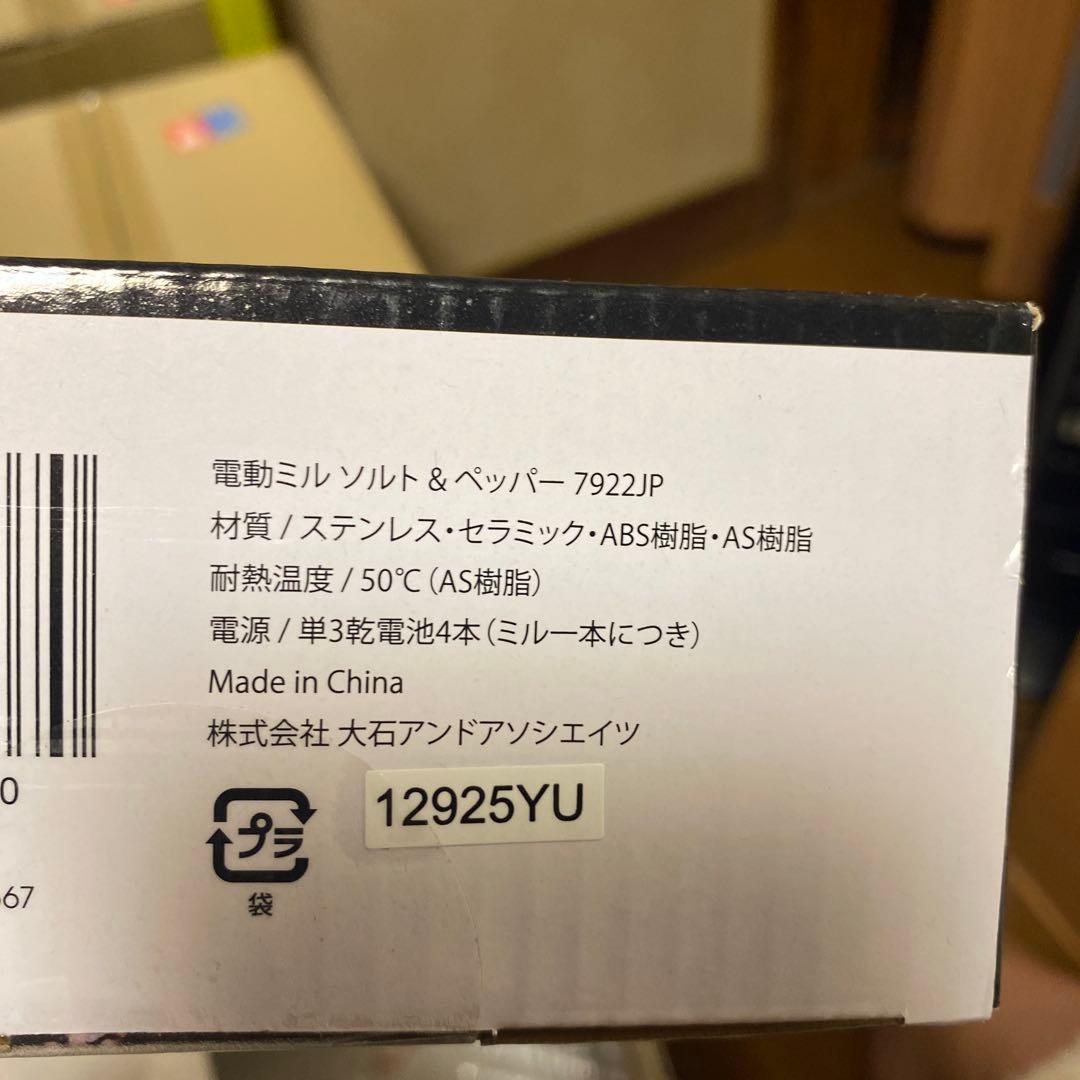 電動ミル ソルト & ペッパー 7922JP
材質 / ステンレス・セラミック・ABS樹脂・AS樹脂
耐熱温度 / 50℃（AS樹脂）
電源 / 単3乾電池4本（ミル一本につき）
Made in China
株式会社 大石アンドアソシエイツ
0
12925YU
プラ
67
袋